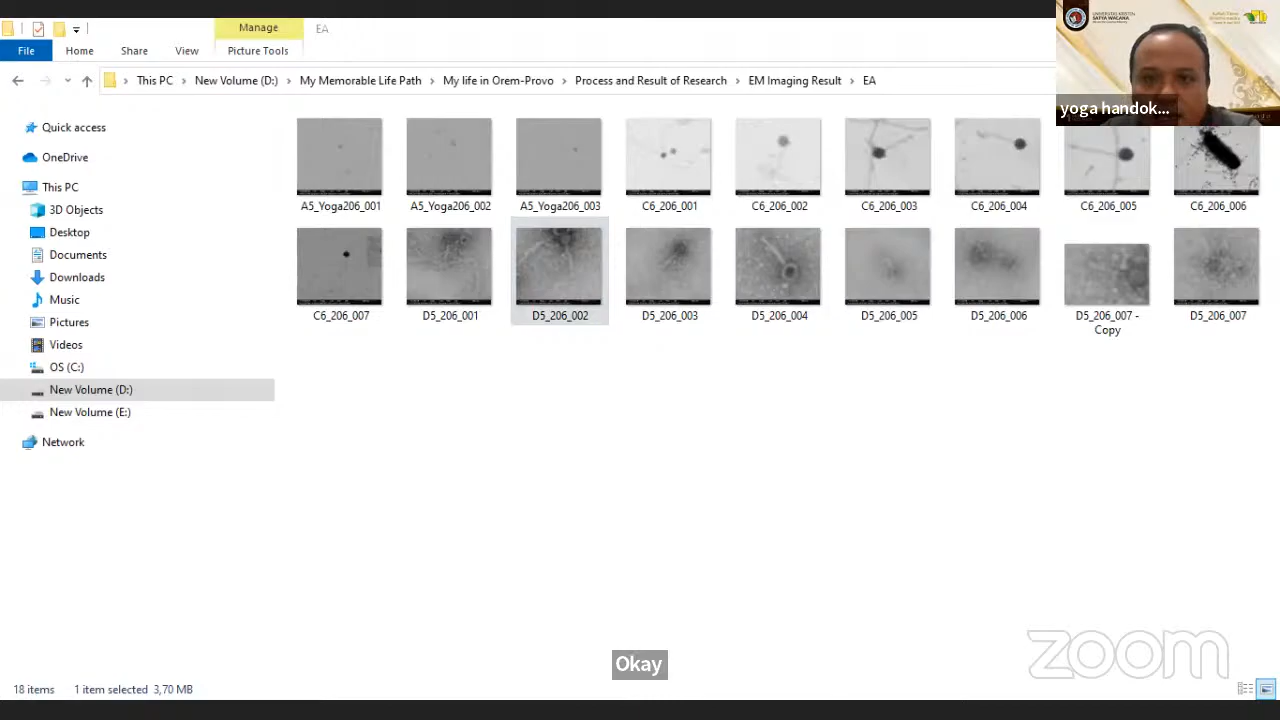 Manage
EA
File
Home
Share
View
Picture Tools
This PC
New Volume (D:)
My Memorable Life Path
My life in Orem-Provo
Process and Result of Research
EM Imaging Result
EA
UNIVERSITAS KRISTEN
SATYA WACANA
yoga handok...
Quick access
OneDrive
This PC
3D Objects
Desktop
Documents
Downloads
Music
Pictures
Videos
OS (C:)
New Volume (D:)
New Volume (E:)
Network
A5_Yoga206_001
A5_Yoga206_002
A5_Yoga206_003
C6_206_001
C6_206_002
C6_206_003
C6_206_004
C6_206_005
C6_206_006
C6_206_007
D5_206_001
D5_206_002
D5_206_003
D5_206_004
D5_206_005
D5_206_006
D5_206_007 -
Copy
D5_206_007
Okay
zoom
18 items
1 item selected 3,70 MB